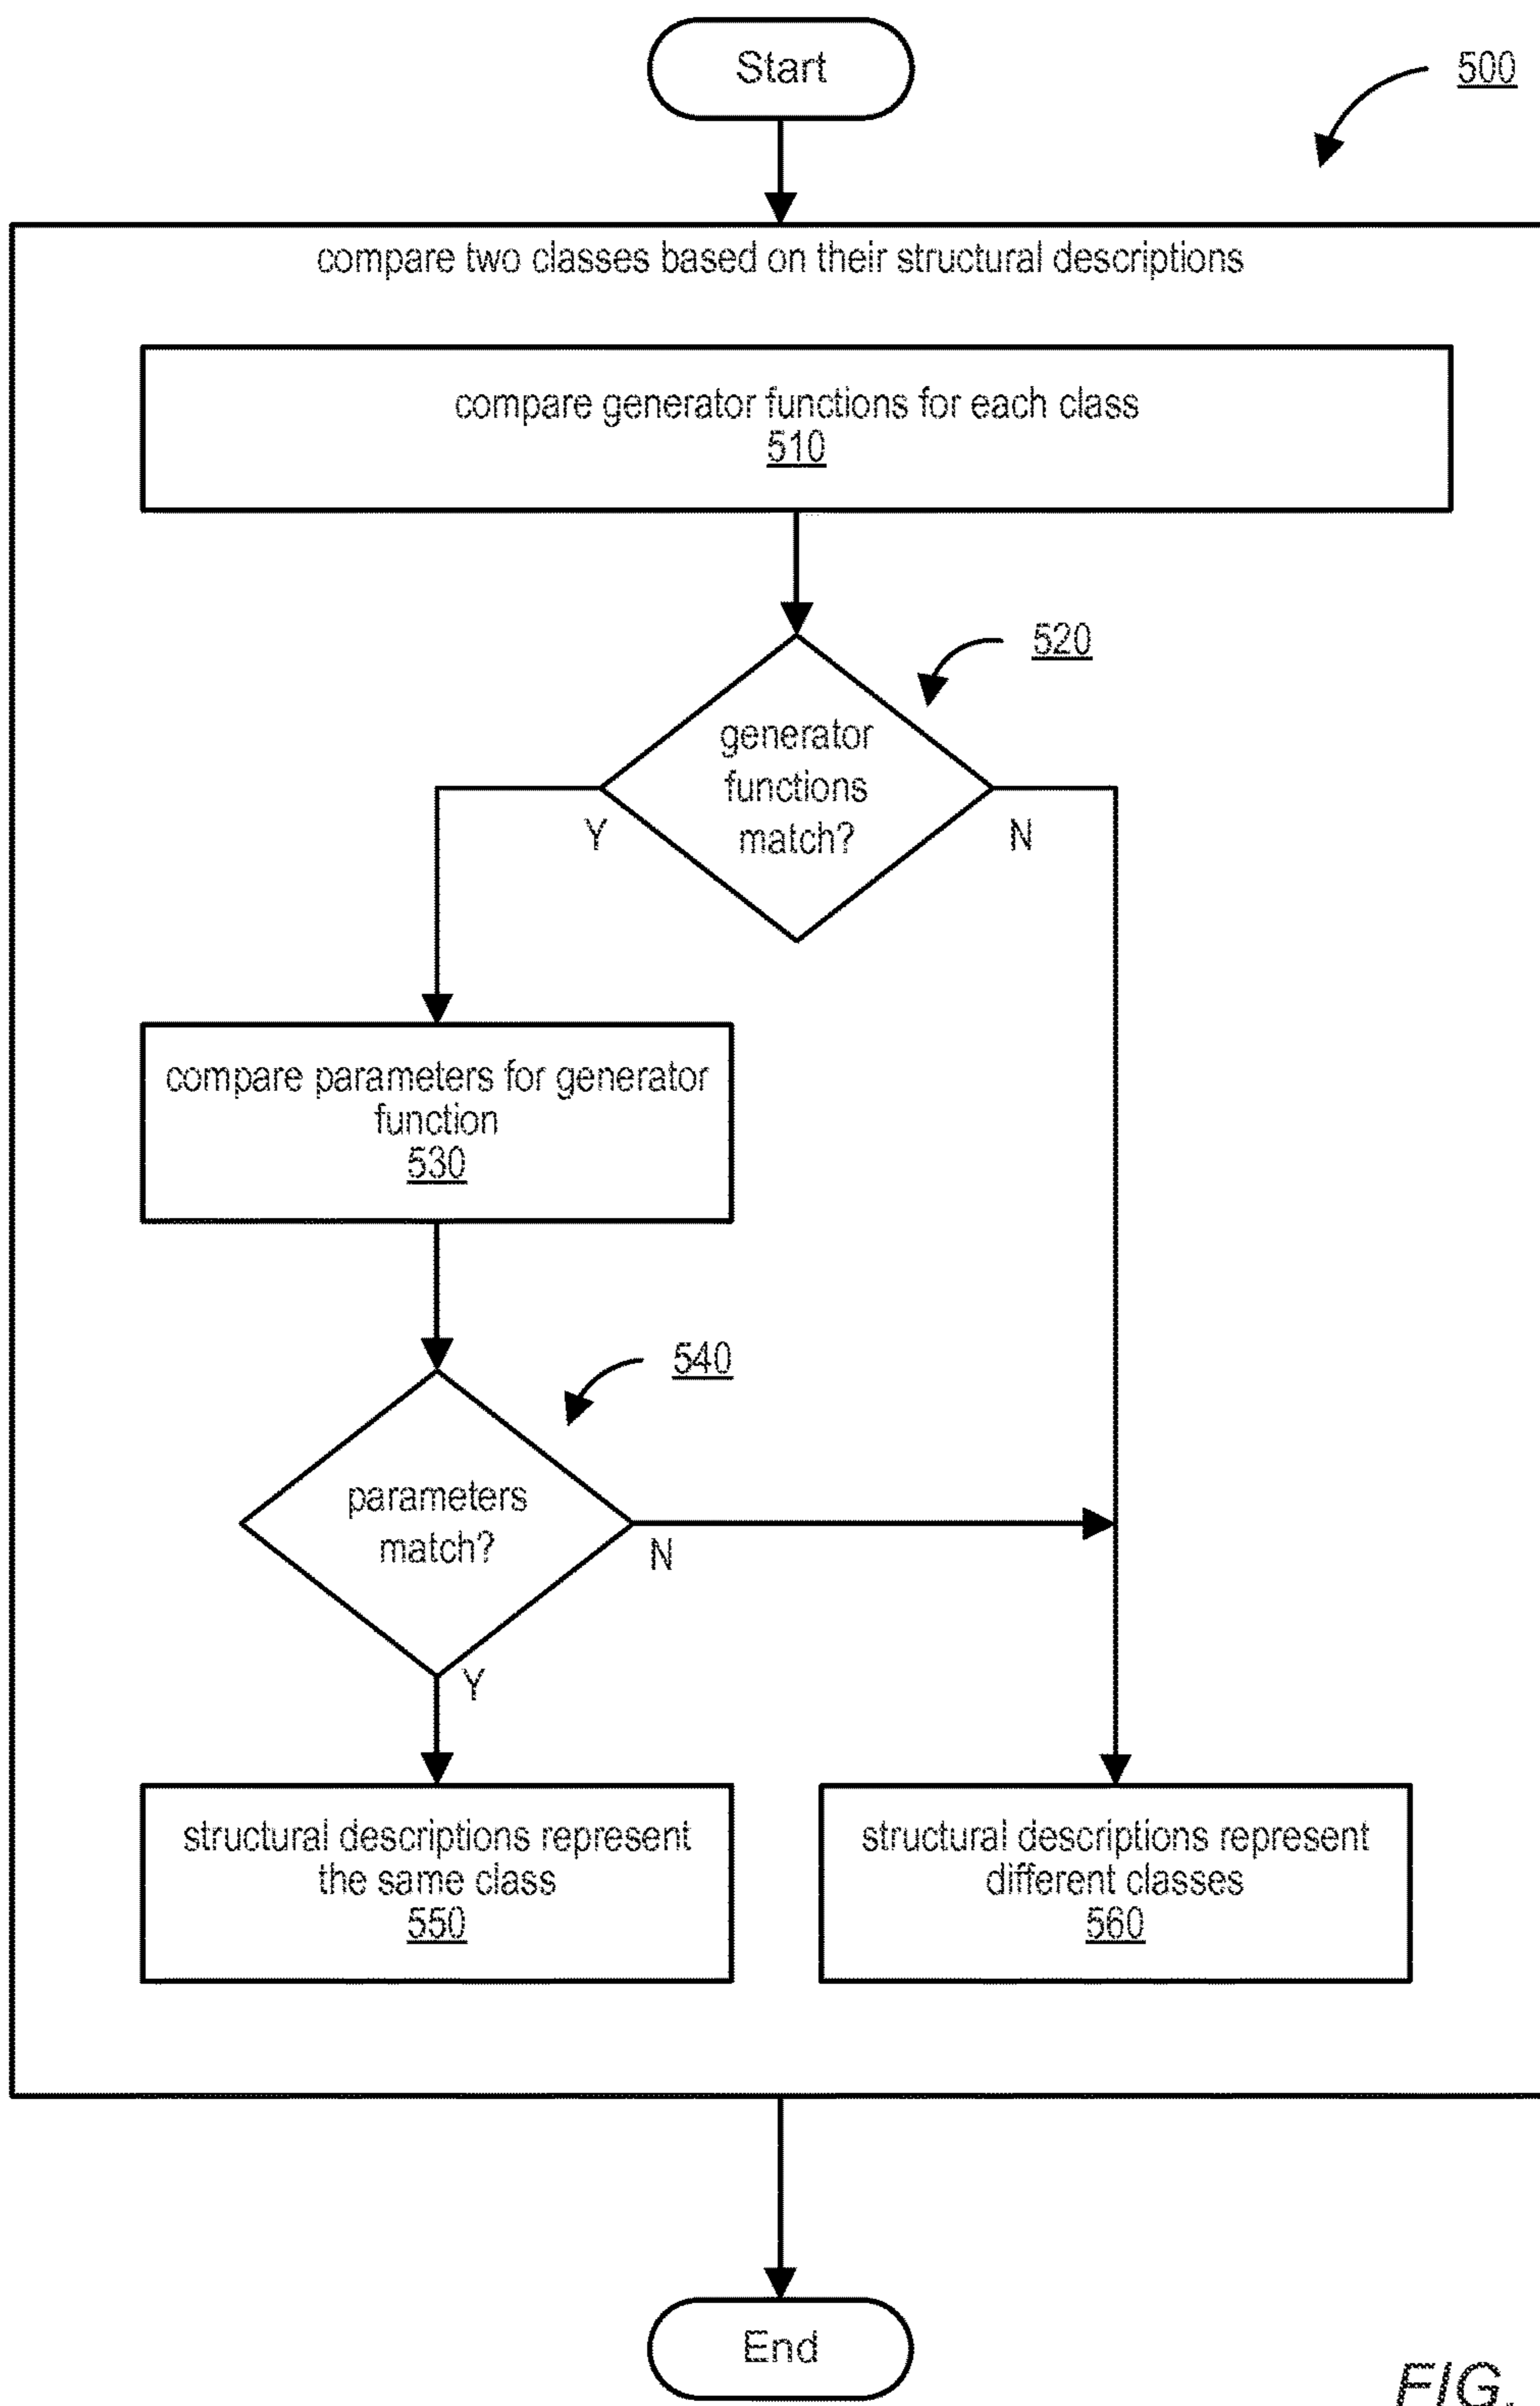 Start
500
compare two classes based on their structural descriptions
compare generator functions for each class
510
520
generator
functions
match?
Y
N
compare parameters for generator
function
530
540
parameters
match?
N
Y
structural descriptions represent
the same class
550
structural descriptions represent
different classes
560
End
FIG.